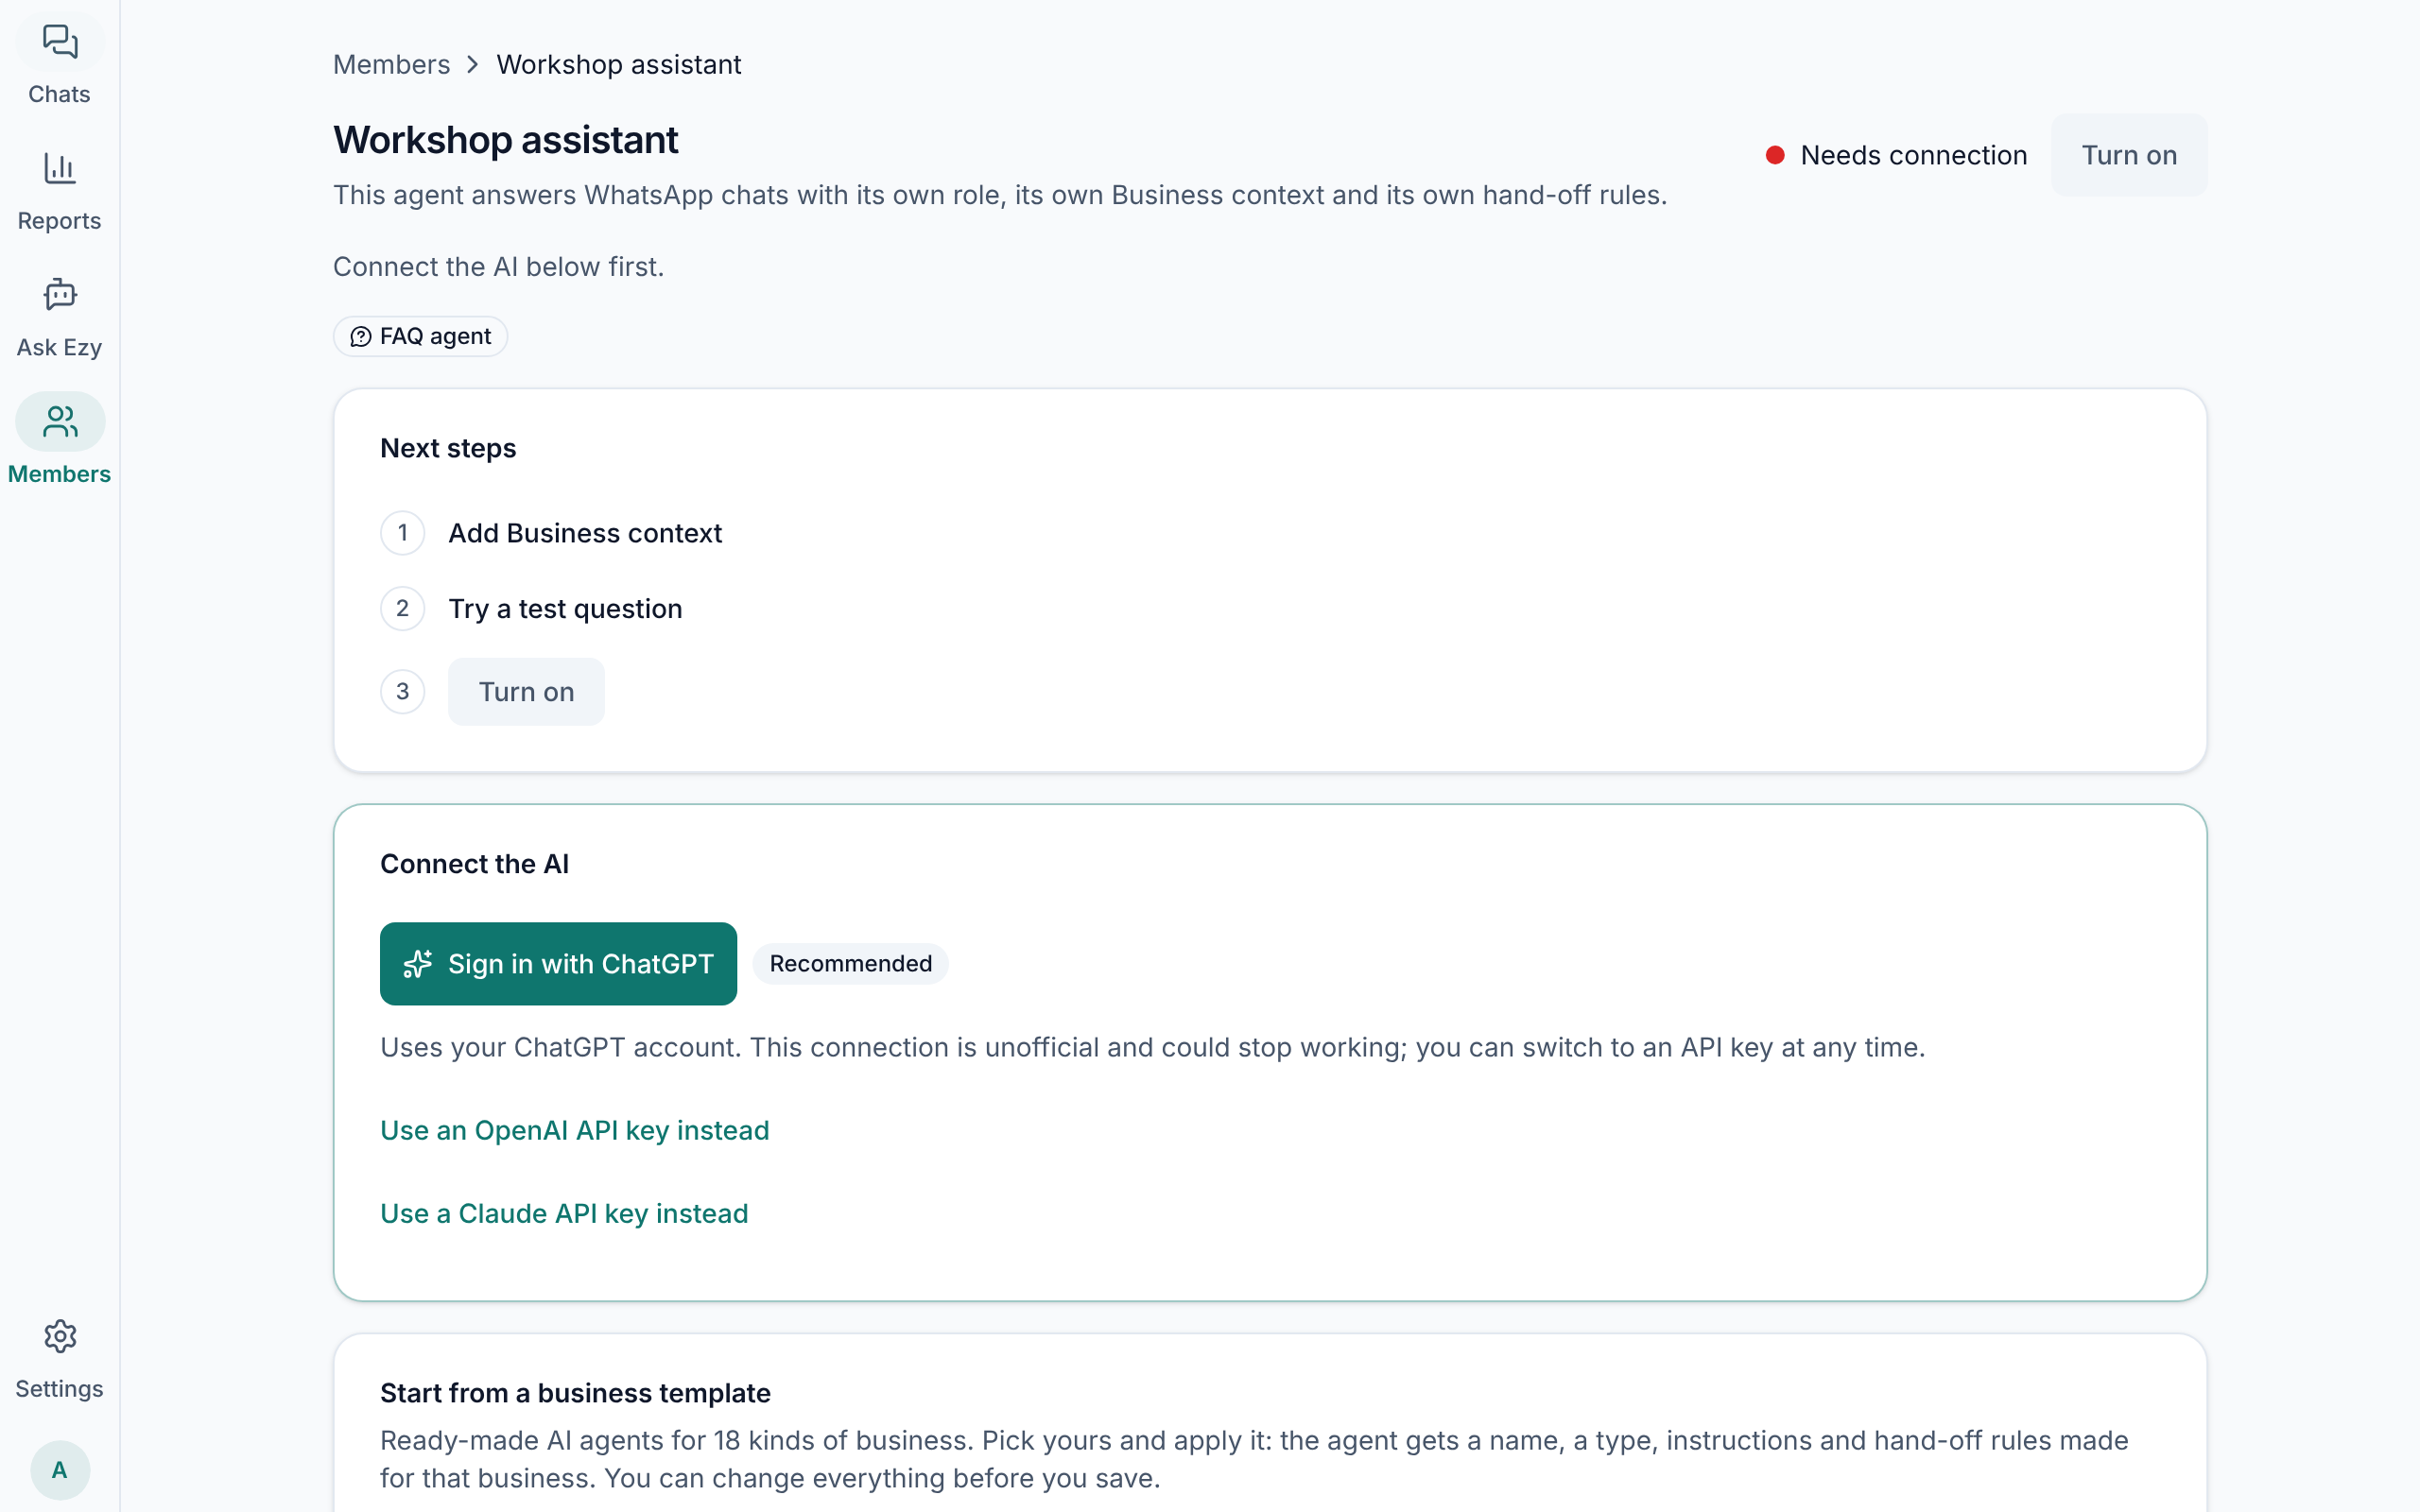 Chats
Reports
Ask Ezy
Members
Settings
A
Members > Workshop assistant
Workshop assistant
Needs connection
Turn on
This agent answers WhatsApp chats with its own role, its own Business context and its own hand-off rules.
Connect the AI below first.
FAQ agent
Next steps
1 Add Business context
2 Try a test question
3 Turn on
Connect the AI
Sign in with ChatGPT
Recommended
Uses your ChatGPT account. This connection is unofficial and could stop working; you can switch to an API key at any time.
Use an OpenAI API key instead
Use a Claude API key instead
Start from a business template
Ready-made AI agents for 18 kinds of business. Pick yours and apply it: the agent gets a name, a type, instructions and hand-off rules made
for that business. You can change everything before you save.